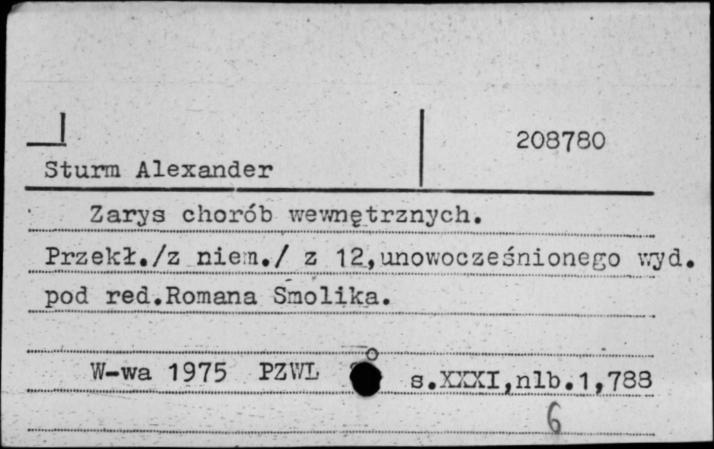 208780
Sturm Alexander
Zarys chorób wewnętrznych.
Przekł./z niem./ z 12,unowocześnionego wyd.
pod red.Romana Smolika.
W-wa 1975 PZWL 8° s.XXXI,nlb.1,788
6